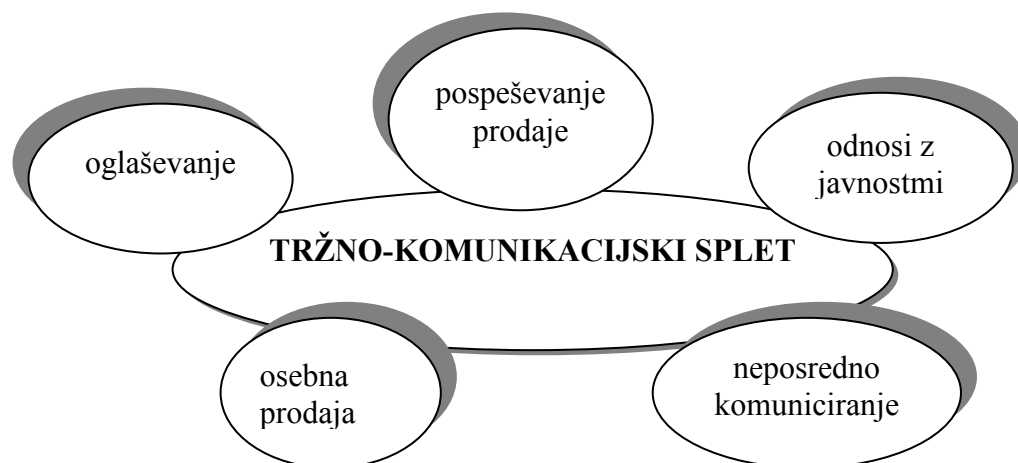 pospeševanje
prodaje
oglaševanje
odnosi z
javnostmi
TRŽNO-KOMUNIKACIJSKI SPLET
osebna
prodaja
neposredno
komuniciranje